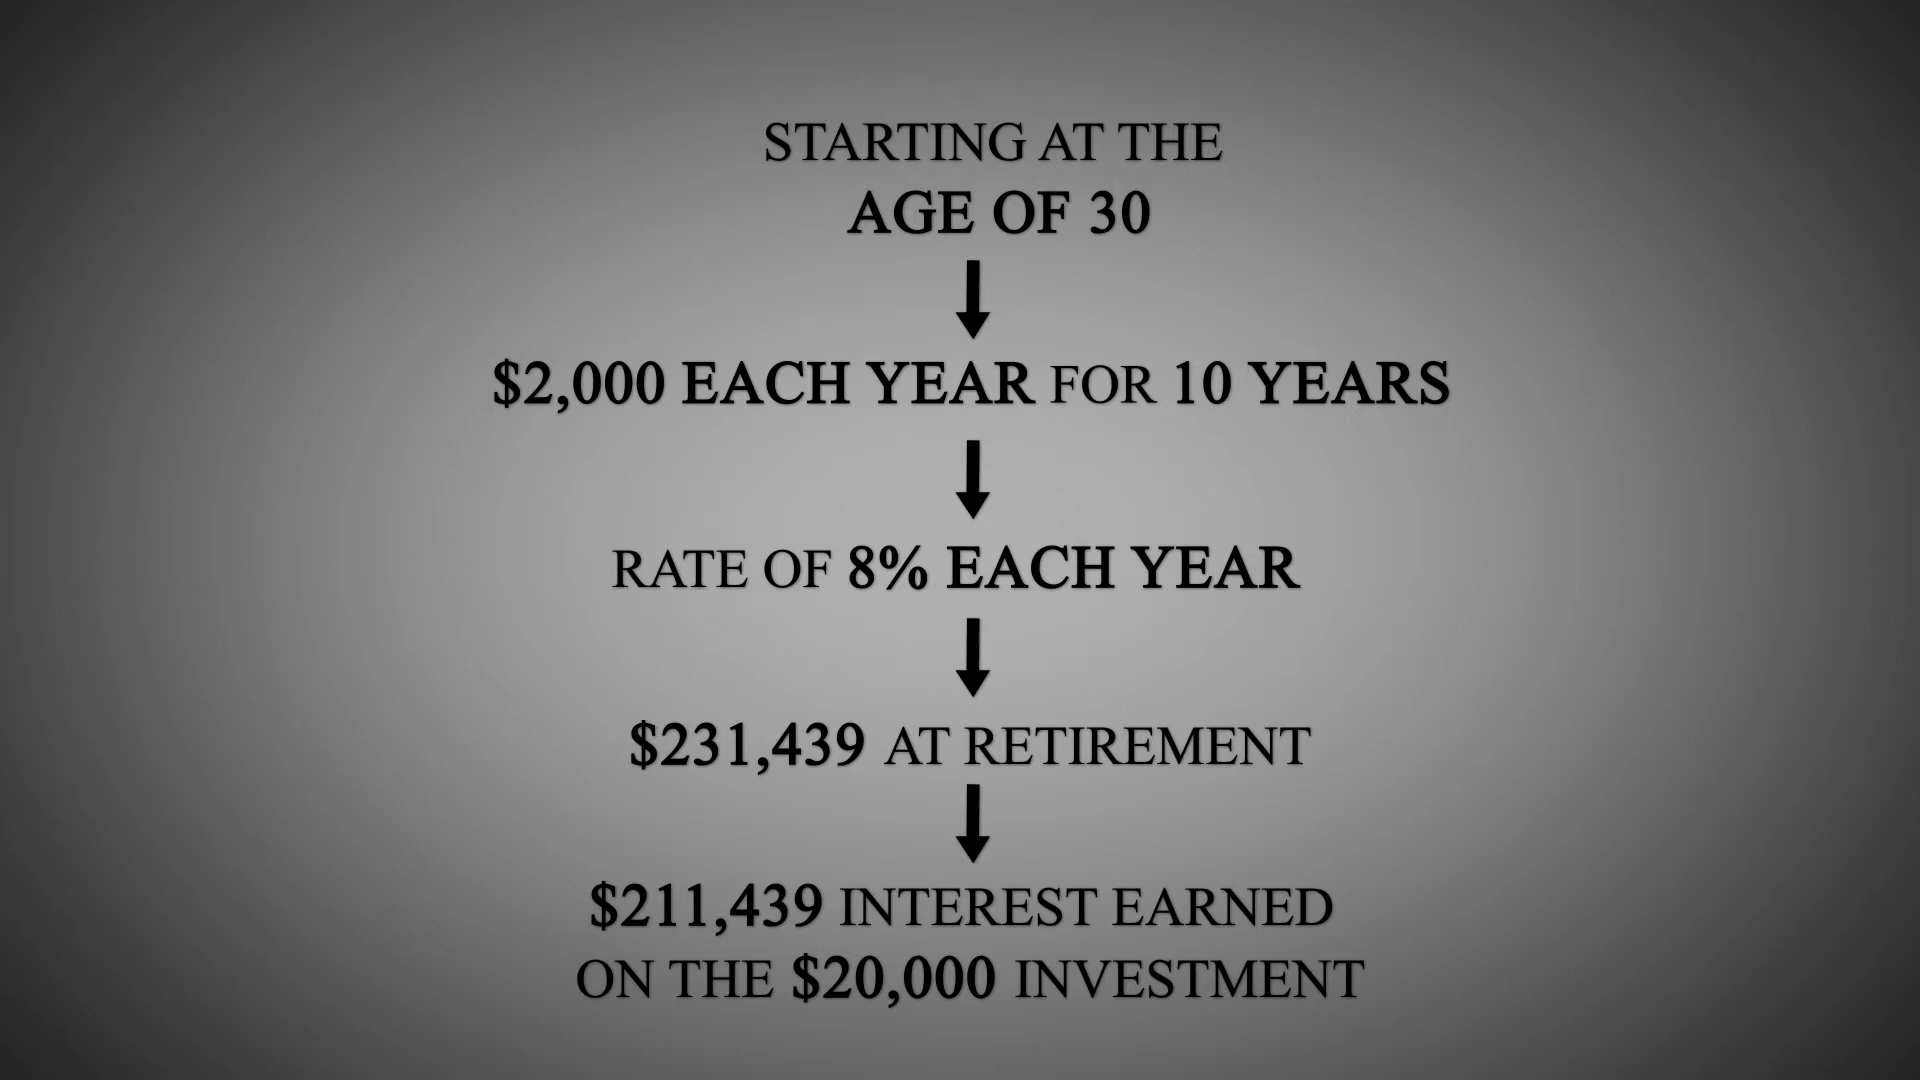 STARTING AT THE
AGE OF 30
$2,000 EACH YEAR FOR 10 YEARS
RATE OF 8% EACH YEAR
$231,439 AT RETIREMENT
$211,439 INTEREST EARNED
ON THE $20,000 INVESTMENT